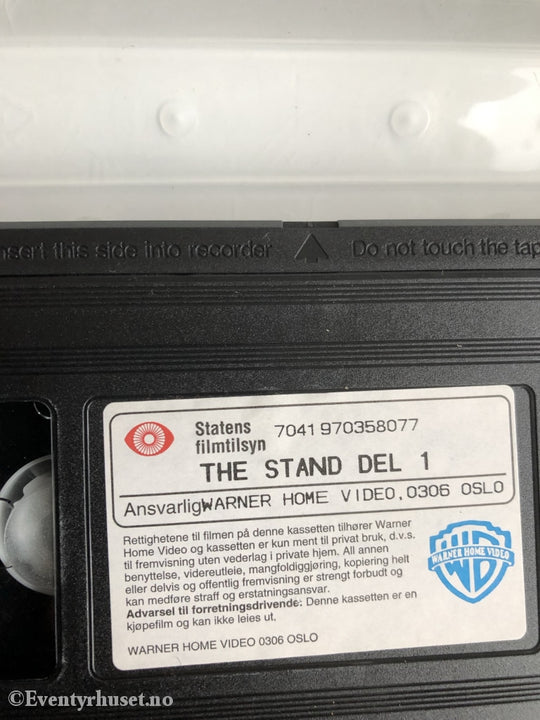 insert this side into recorder Do not touch the tap
Statens
filmtilsyn 7041 970358077
THE STAND DEL 1
AnsvarligWARNER HOME VIDEO, 0306 OSLO
Rettighetene til filmen på denne kassetten tilhører Warner
Home Video og kassetten er kun ment til privat bruk, d.v.s.
til fremvisning uten vederlag i private hjem. All annen
benyttelse, videreutleie, mangfoldiggjøring, kopiering helt
eller delvis og offentlig fremvisning er strengt forbudt og
kan medføre straff og erstatningsansvar.
Advarsel til forretningsdrivende: Denne kassetten er en
kjøpefilm og kan ikke leies ut.
WARNER HOME VIDEO
WARNER HOME VIDEO 0306 OSLO
©Eventyrhuset.no